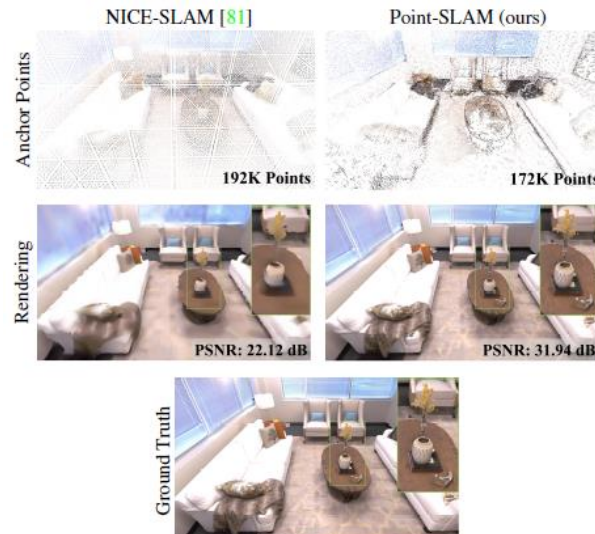 NICE-SLAM [81]
Point-SLAM (ours)
Anchor Points
192K Points
172K Points
Rendering
PSNR: 22.12 dB
PSNR: 31.94 dB
Ground Truth